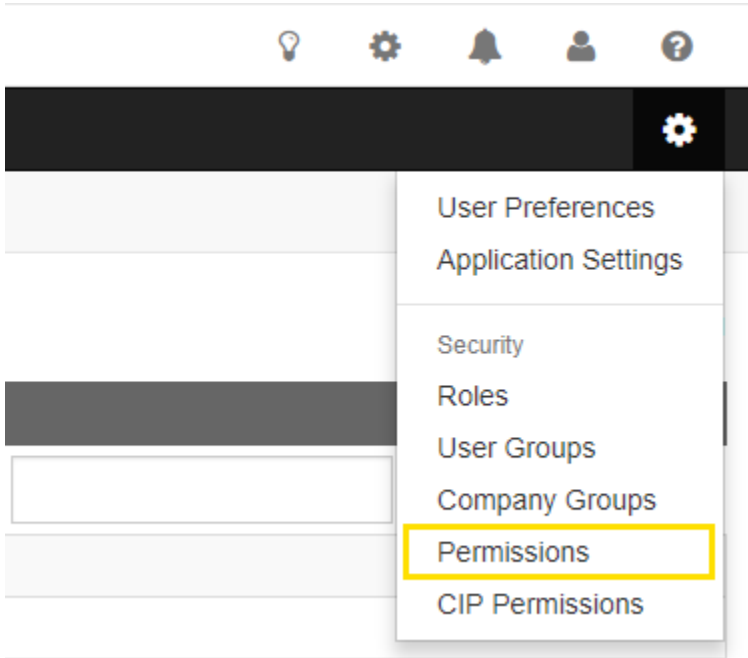 User Preferences
Application Settings
Security
Roles
User Groups
Company Groups
Permissions
CIP Permissions